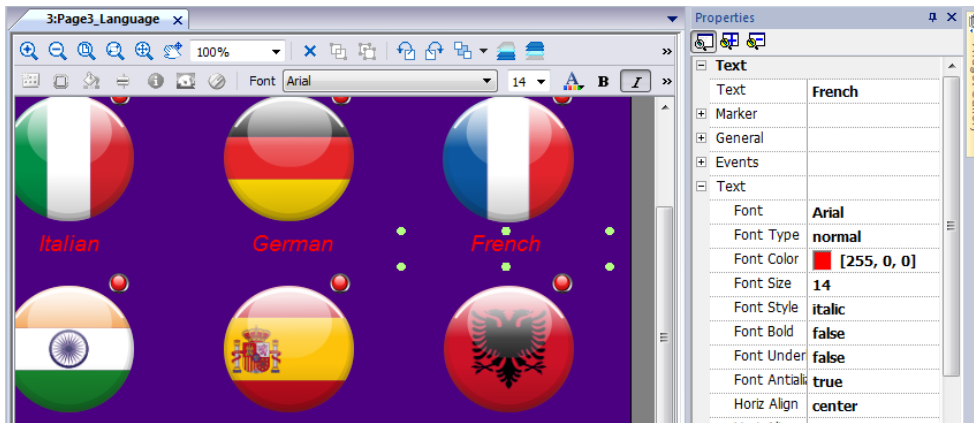 3:Page3_Language
100%
Font Arial 14 B I
Italian German French
Properties
Text
Text French
Marker
General
Events
Text
Font Arial
Font Type normal
Font Color [255, 0, 0]
Font Size 14
Font Style italic
Font Bold false
Font Under false
Font Antiali true
Horiz Align center